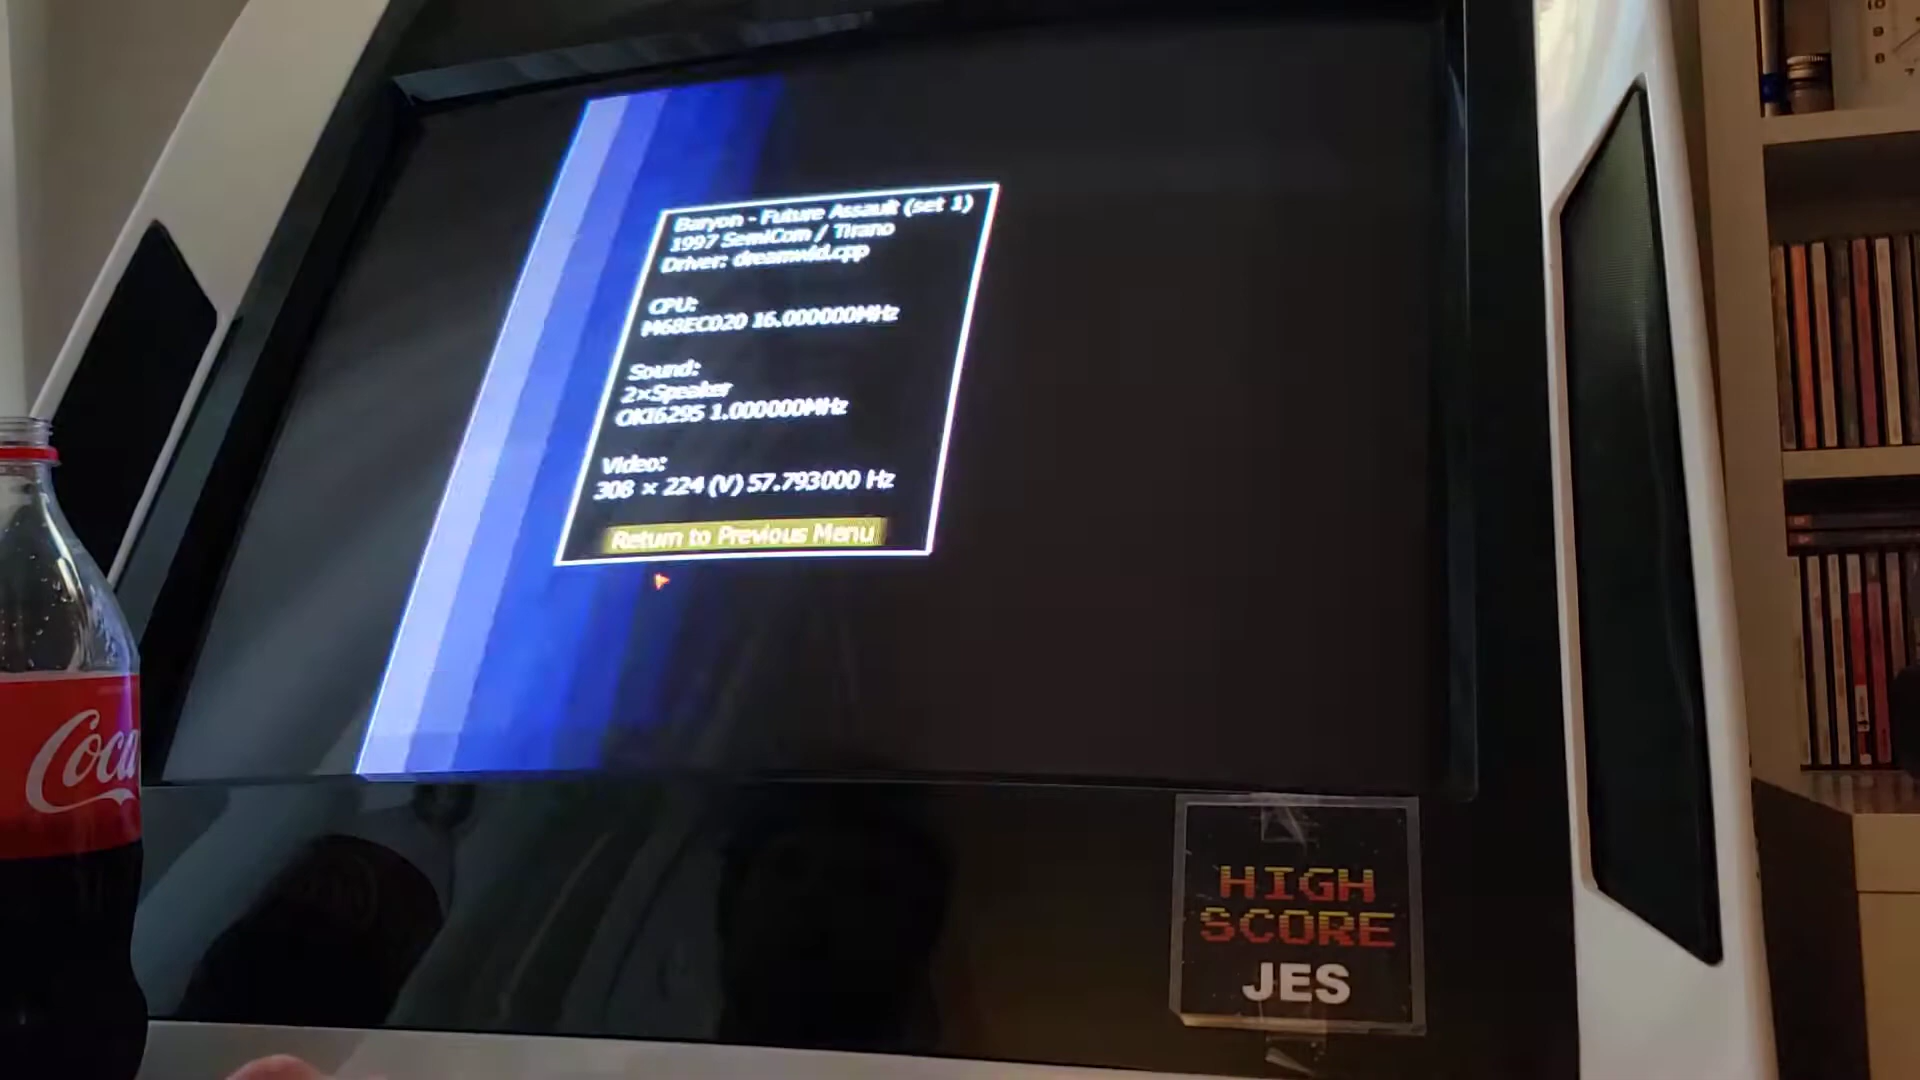 Baryon - Future Assault (set 1)
1997 SemiCom / Tirano
Driver: dreamwld.cpp
CPU:
M68EC020 16.000000MHz
Sound:
2×Speaker
OKI6295 1.000000MHz
Video:
308 × 224 (V) 57.793000 Hz
Return to Previous Menu
Coca
HIGH
SCORE
JES